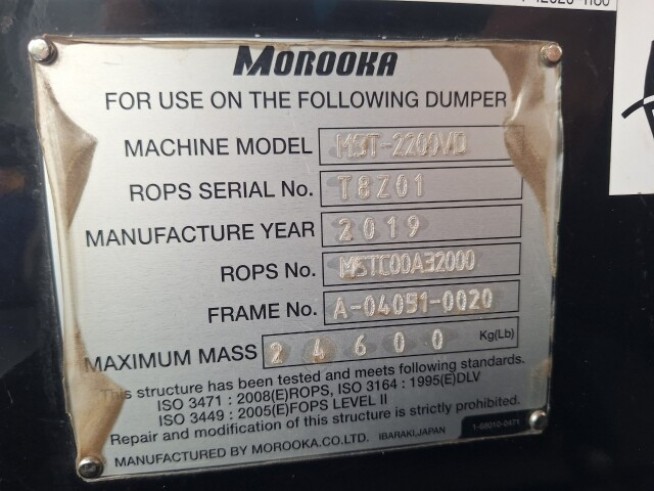 MOROOKA
FOR USE ON THE FOLLOWING DUMPER
MACHINE MODEL MST-2200VD
ROPS SERIAL No. T8Z01
MANUFACTURE YEAR 2019
ROPS No. MSTC00A32000
FRAME No. A-04051-0020
MAXIMUM MASS 24600 Kg(Lb)
This structure has been tested and meets following standards.
ISO 3471 : 2008(E)ROPS, ISO 3164 : 1995(E)DLV
ISO 3449 : 2005(E)FOPS LEVEL II
Repair and modification of this structure is strictly prohibited.
MANUFACTURED BY MOROOKA.CO.LTD. IBARAKI,JAPAN